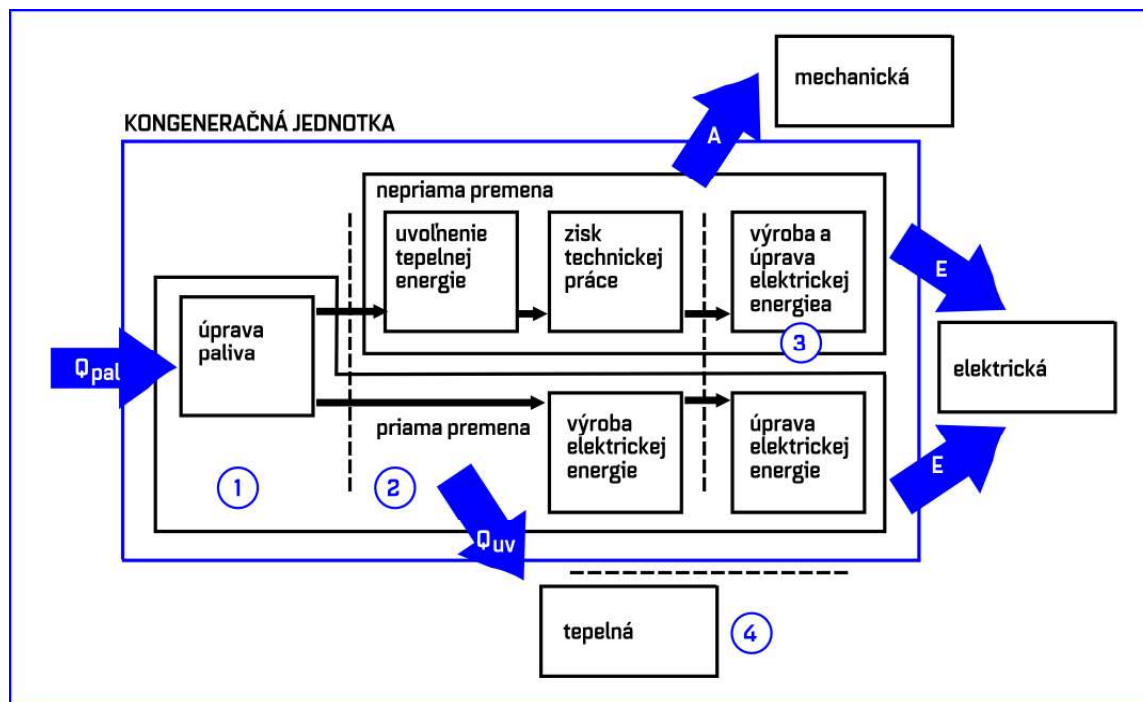 mechanická
KONGENERAČNÁ JEDNOTKA
A
nepriama premena
uvoľnenie
tepelnej
energie
zisk
technickej
práce
výroba a
úprava
elektrickej
energiea
3
E
úprava
paliva
Qpal
elektrická
priama premena
výroba
elektrickej
energie
úprava
elektrickej
energie
E
1
2
Quv
tepelná
4